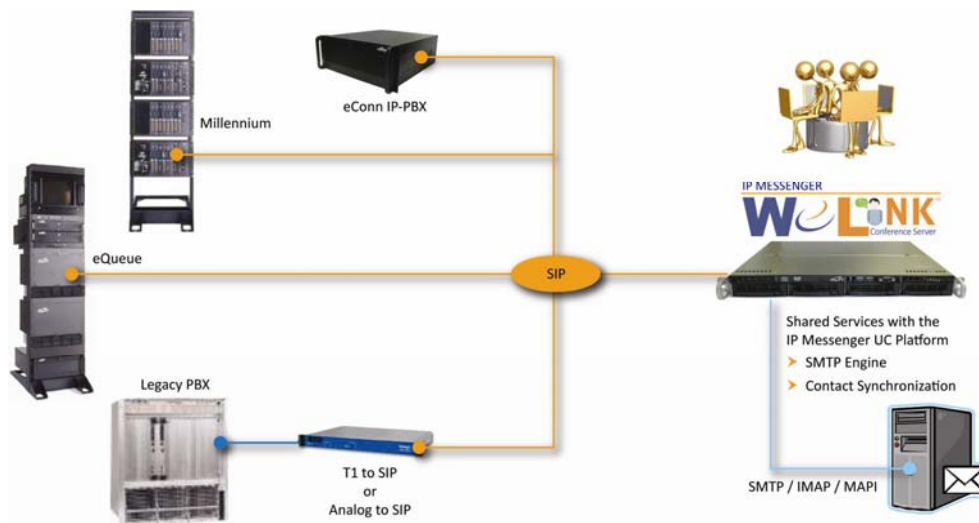 eConn IP-PBX
Millennium
IP MESSENGER
WeLINK™
Conference Server
eQueue
SIP
Shared Services with the
IP Messenger UC Platform
SMTP Engine
Contact Synchronization
Legacy PBX
T1 to SIP
or
Analog to SIP
SMTP / IMAP / MAPI